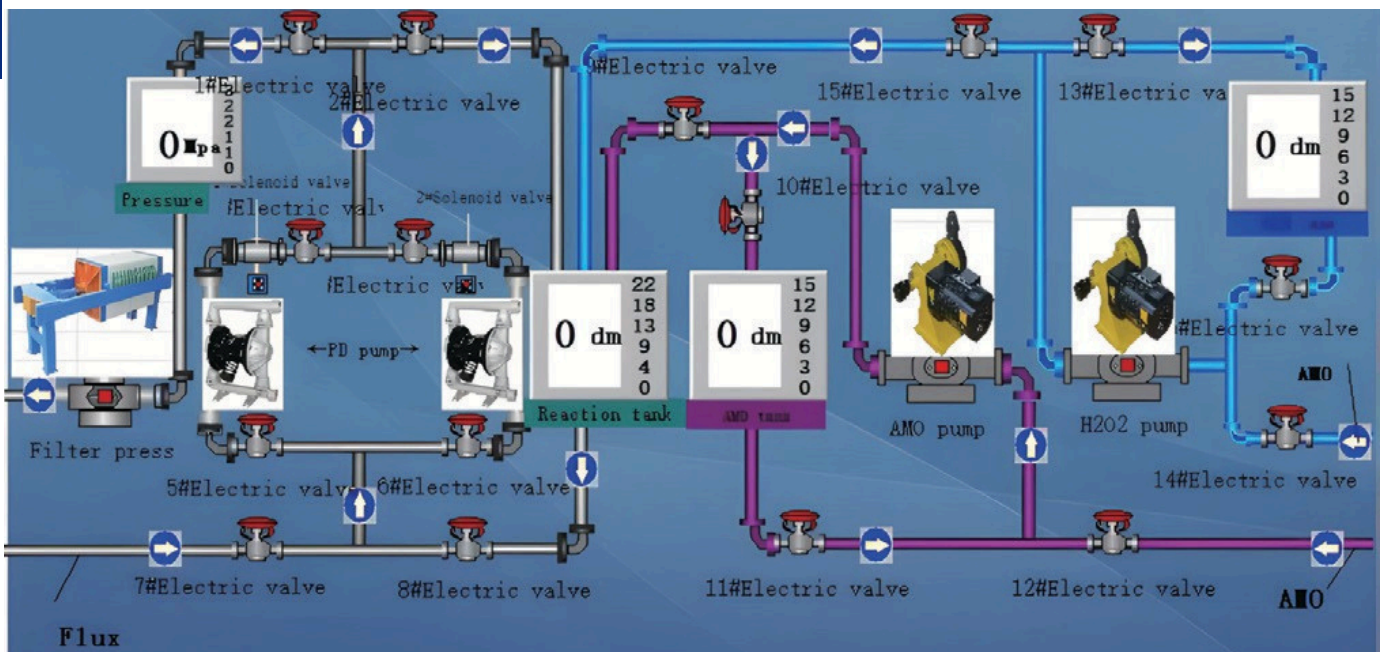 1#Electric valve
2#Electric valve
9#Electric valve
15#Electric valve
13#Electric va
0 Mpa
3
2
2
1
1
0
Pressure
0 dm
15
12
9
6
3
0
10#Electric valve
Solenoid valve
2#Solenoid valve
Electric valv
Electric valv
←PD pump→
0 dm
22
18
13
9
4
0
Reaction tank
0 dm
15
12
9
6
3
0
tank
AMO pump
H2O2 pump
#Electric valve
AMO
Filter press
5#Electric valve
6#Electric valve
14#Electric valve
7#Electric valve
8#Electric valve
11#Electric valve
12#Electric valve
AMO
Flux